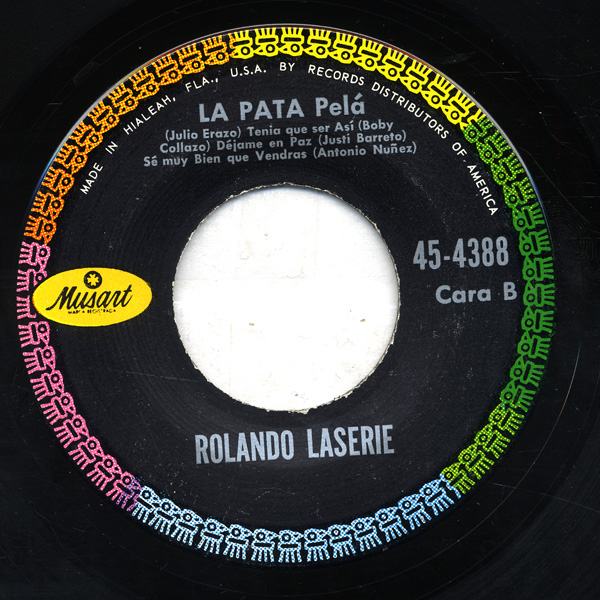 MADE IN HIALEAH, FLA., U.S.A. BY RECORDS DISTRIBUTORS OF AMERICA
LA PATA Pelá
(Julio Erazo) Tenia que ser Así (Boby
Collazo) Déjame en Paz (Justi Barreto)
Sé muy Bien que Vendras (Antonio Nuñez)
45-4388
Cara B
Musart
ROLANDO LASERIE